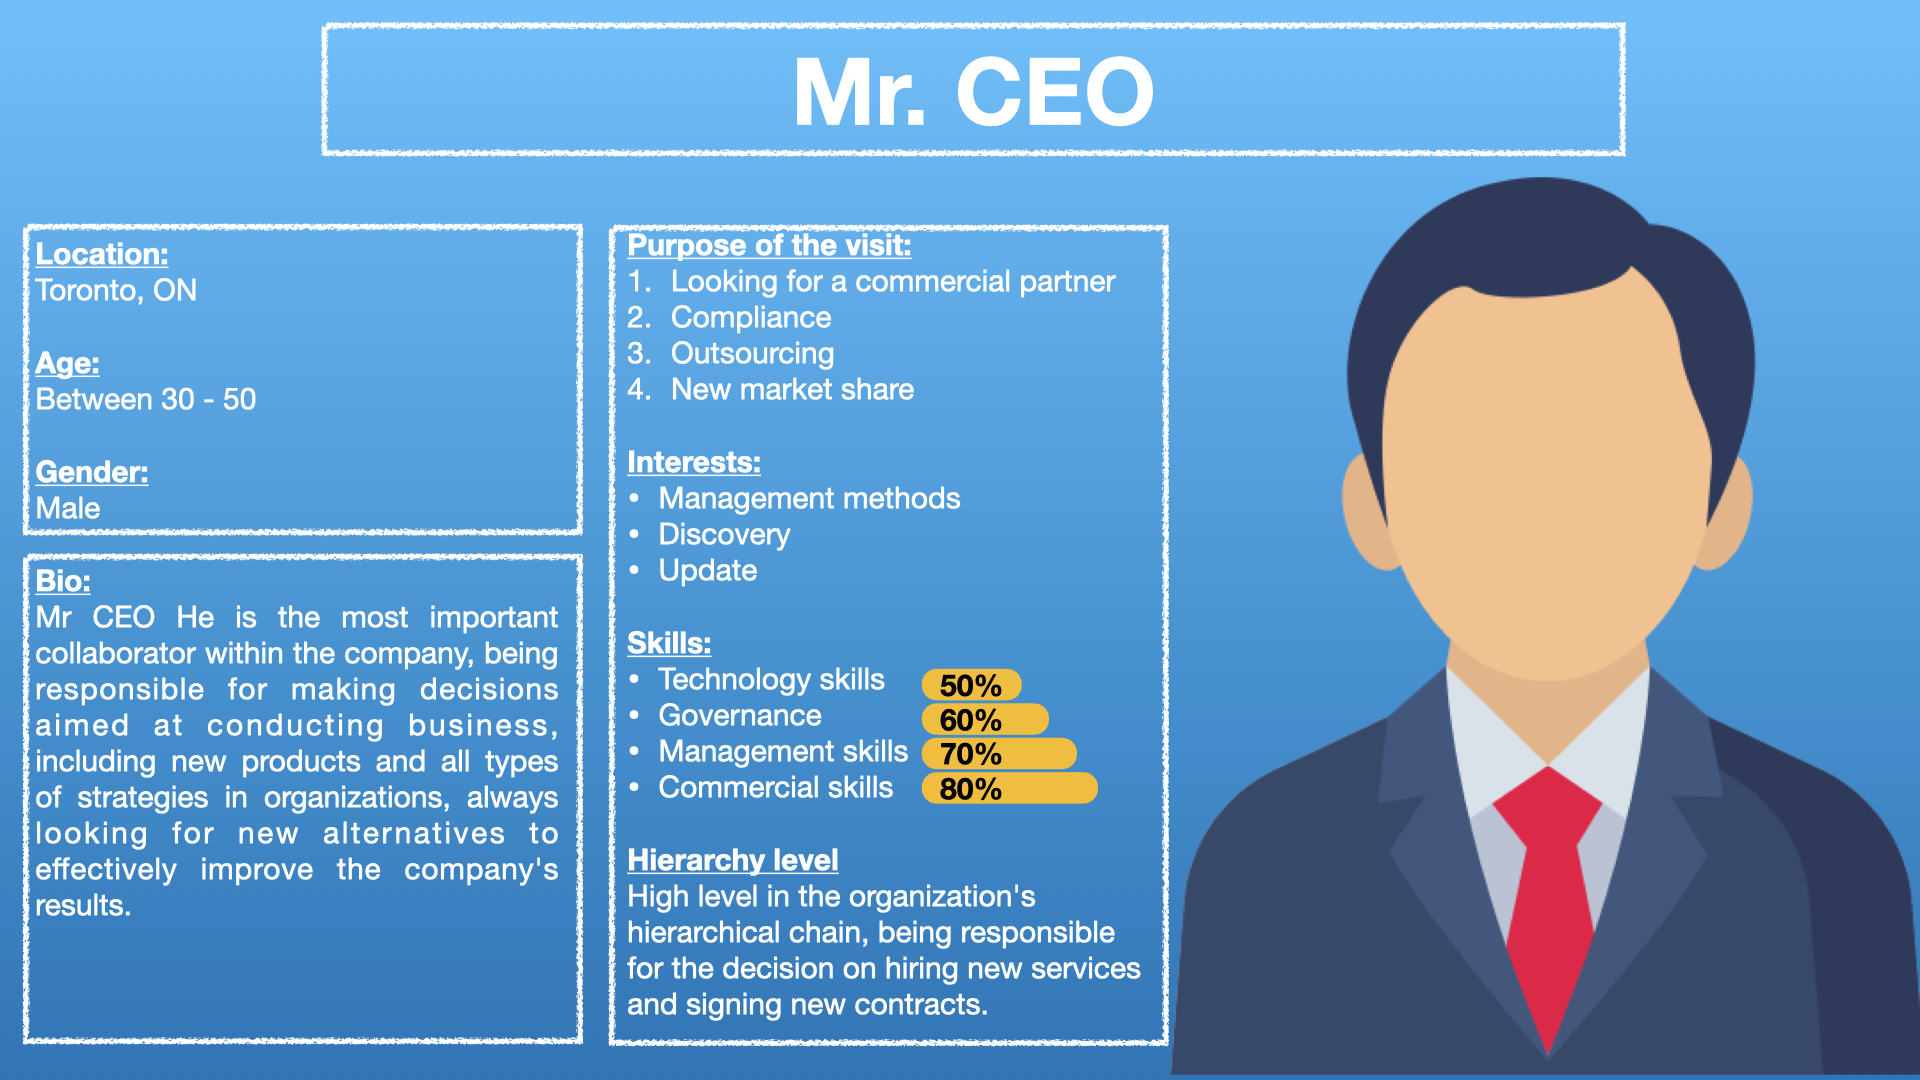 Mr. CEO
Location:
Toronto, ON
Age:
Between 30 - 50
Gender:
Male
Bio:
Mr CEO He is the most important
collaborator within the company, being
responsible for making decisions
aimed at conducting business,
including new products and all types
of strategies in organizations, always
looking for new alternatives to
effectively improve the company's
results.
Purpose of the visit:
1. Looking for a commercial partner
2. Compliance
3. Outsourcing
4. New market share
Interests:
• Management methods
• Discovery
• Update
Skills:
• Technology skills 50%
• Governance 60%
• Management skills 70%
• Commercial skills 80%
Hierarchy level
High level in the organization's
hierarchical chain, being responsible
for the decision on hiring new services
and signing new contracts.